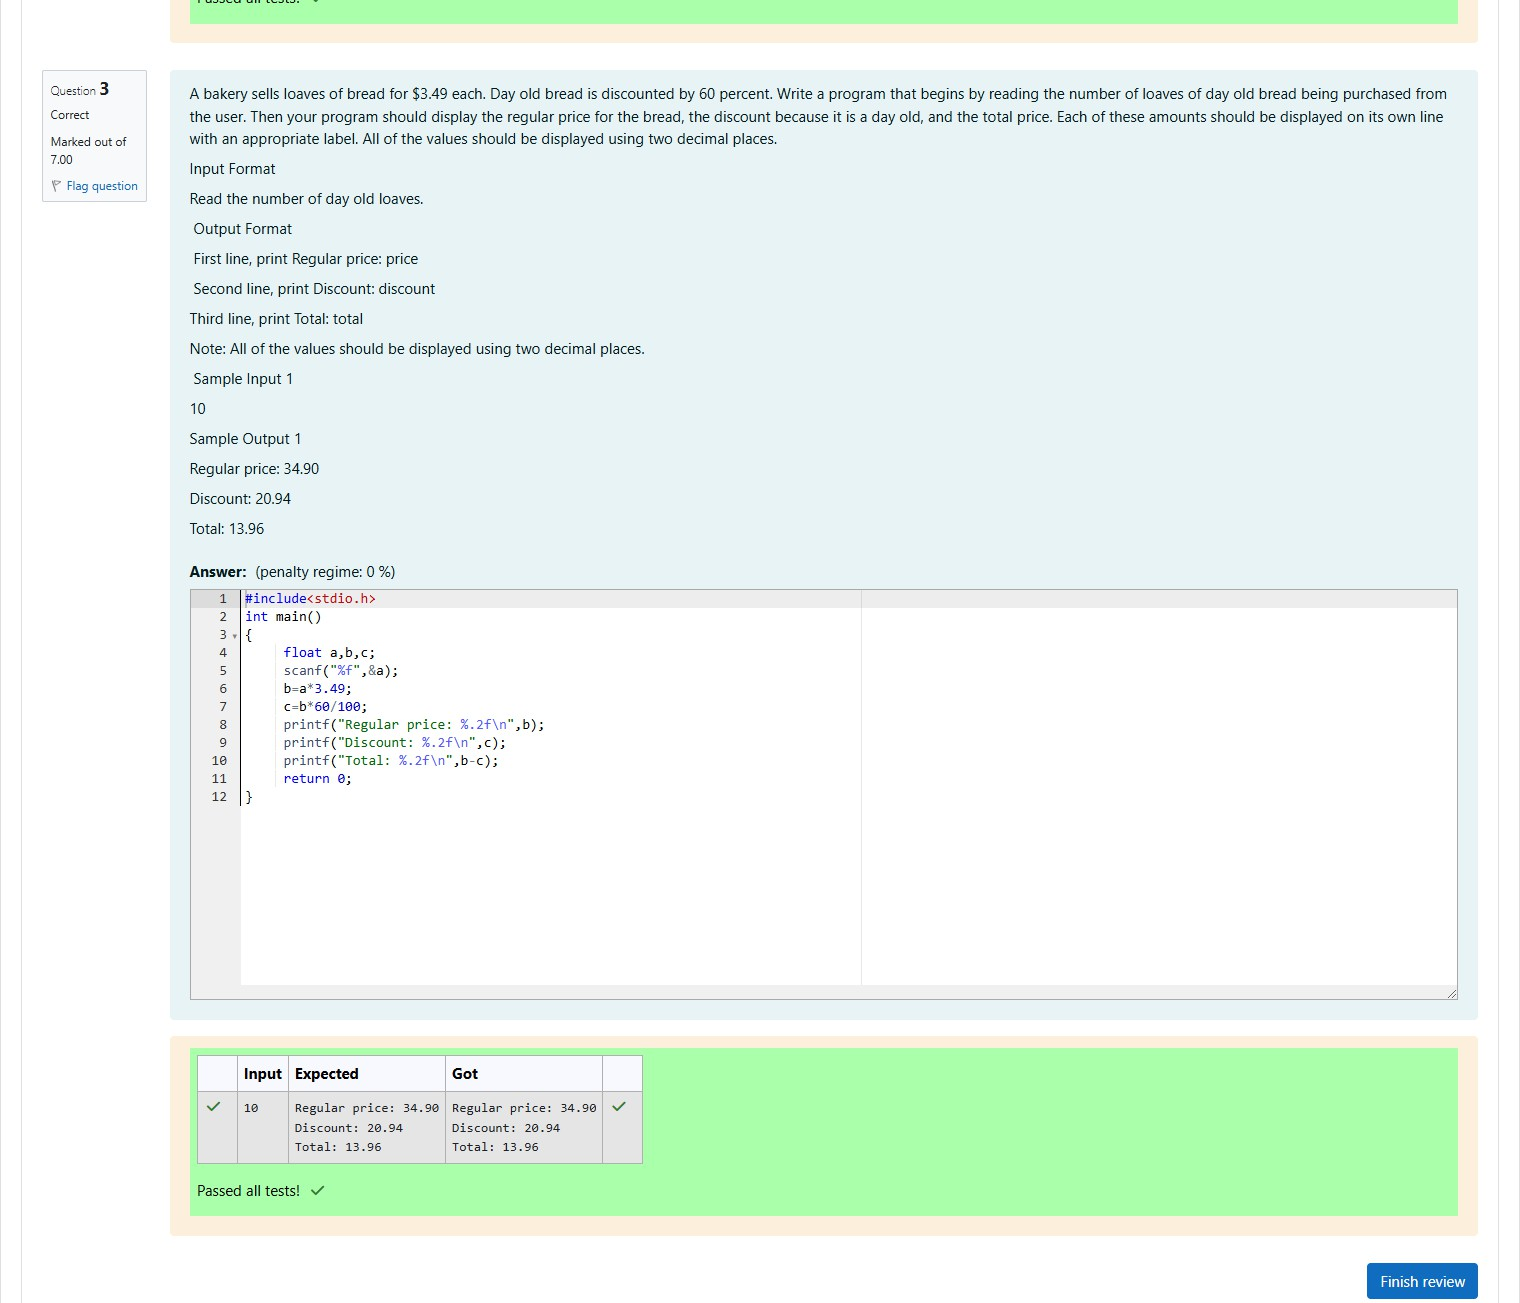 Passed all tests!
Question 3
Correct
Marked out of
7.00
Flag question
A bakery sells loaves of bread for $3.49 each. Day old bread is discounted by 60 percent. Write a program that begins by reading the number of loaves of day old bread being purchased from
the user. Then your program should display the regular price for the bread, the discount because it is a day old, and the total price. Each of these amounts should be displayed on its own line
with an appropriate label. All of the values should be displayed using two decimal places.
Input Format
Read the number of day old loaves.
Output Format
First line, print Regular price: price
Second line, print Discount: discount
Third line, print Total: total
Note: All of the values should be displayed using two decimal places.
Sample Input 1
10
Sample Output 1
Regular price: 34.90
Discount: 20.94
Total: 13.96
Answer: (penalty regime: 0 %)
1 #include<stdio.h>
2 int main()
3 {
4 float a,b,c;
5 scanf("%f",&a);
6 b=a*3.49;
7 c=b*60/100;
8 printf("Regular price: %.2f\n",b);
9 printf("Discount: %.2f\n",c);
10 printf("Total: %.2f\n",b-c);
11 return 0;
12 }
Input Expected Got
10 Regular price: 34.90 Regular price: 34.90
Discount: 20.94 Discount: 20.94
Total: 13.96 Total: 13.96
Passed all tests!
Finish review